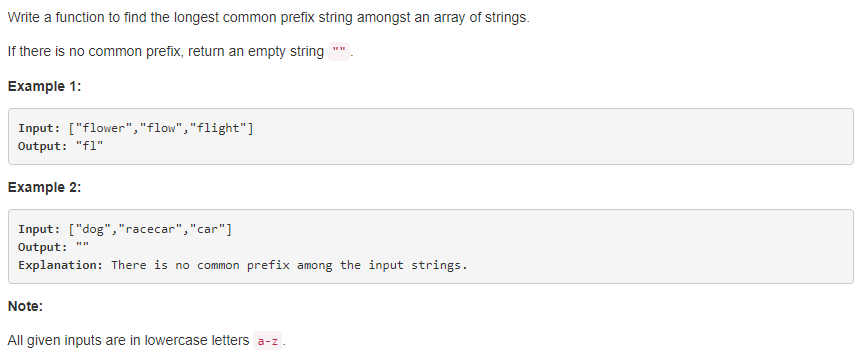 Write a function to find the longest common prefix string amongst an array of strings.
If there is no common prefix, return an empty string "".
Example 1:
Input: ["flower","flow","flight"]
Output: "fl"
Example 2:
Input: ["dog","racecar","car"]
Output: ""
Explanation: There is no common prefix among the input strings.
Note:
All given inputs are in lowercase letters a-z.